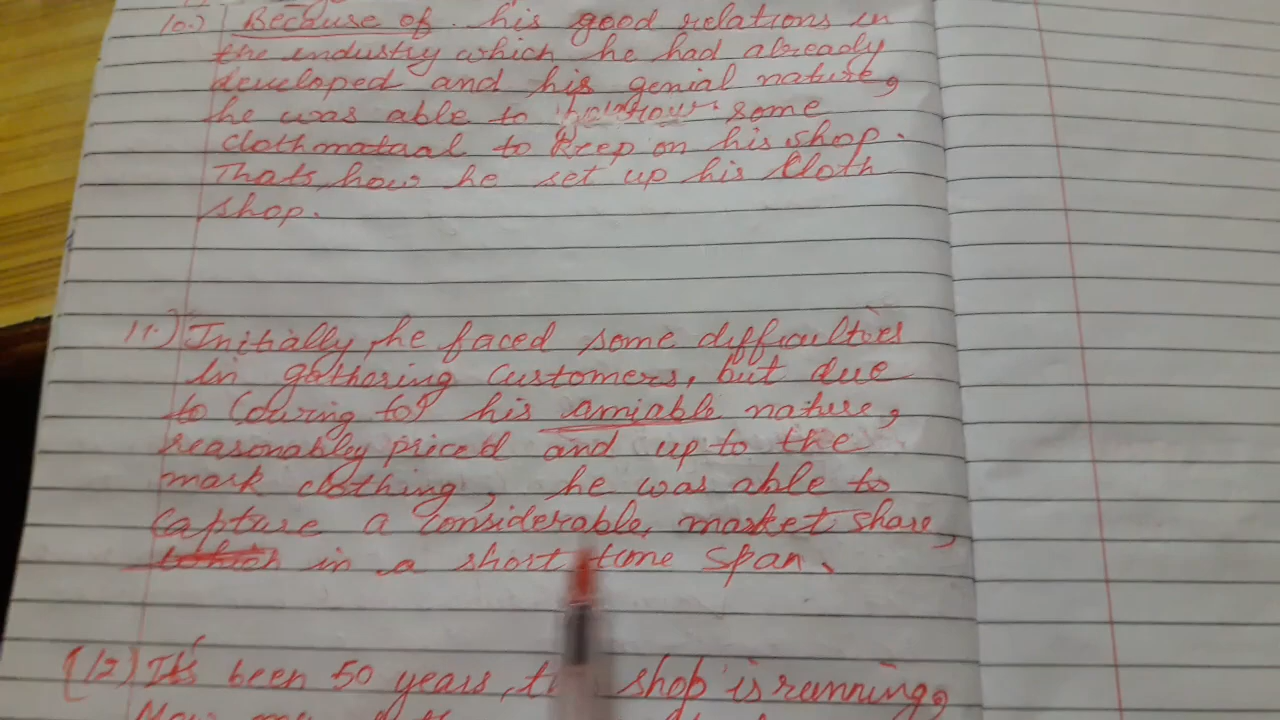 10.) Because of his good relations in
the industry which he had already
developed and his genial nature,
he was able to some
cloth to keep on his shop.
Thats how he set up his cloth
shop.
11.) Initially, he faced some difficulties
in gathering customers, but due
to (owing to) his amiable nature,
reasonably priced and up to the
mark clothing, he was able to
capture a considerable, market share,
in a short time span.
(12) It's been 50 years, shop is running,